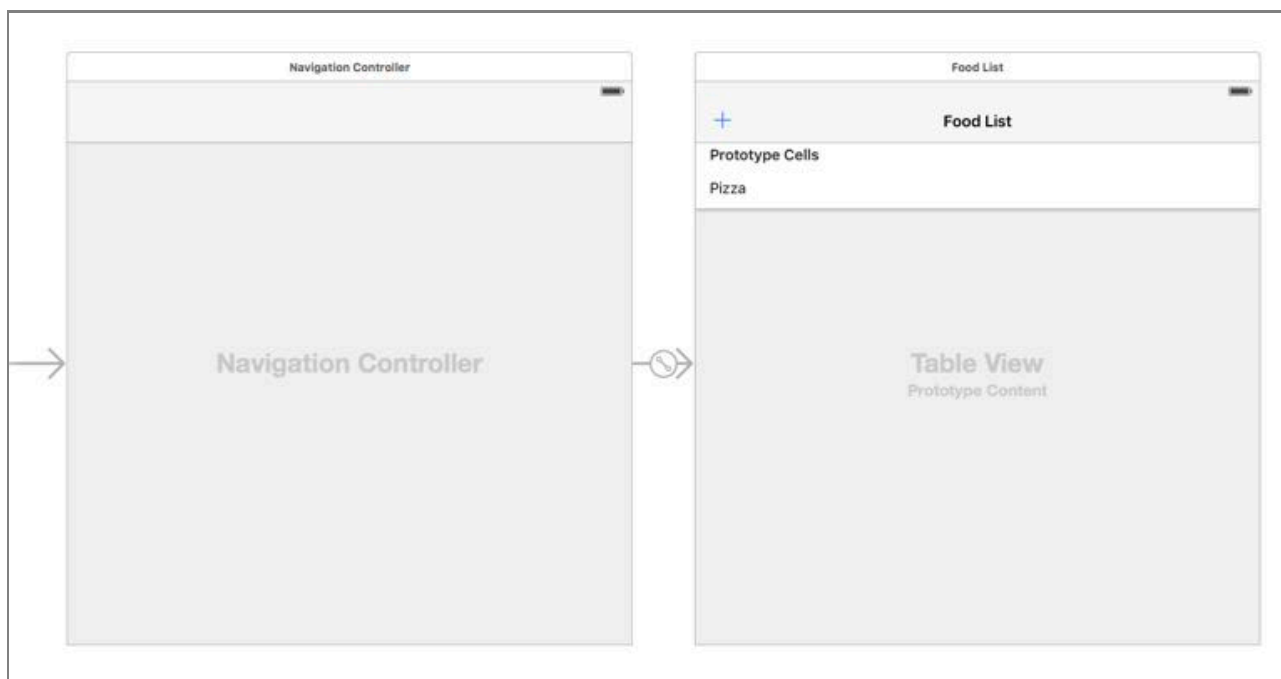 Navigation Controller
Navigation Controller
Food List
+ Food List
Prototype Cells
Pizza
Table View
Prototype Content